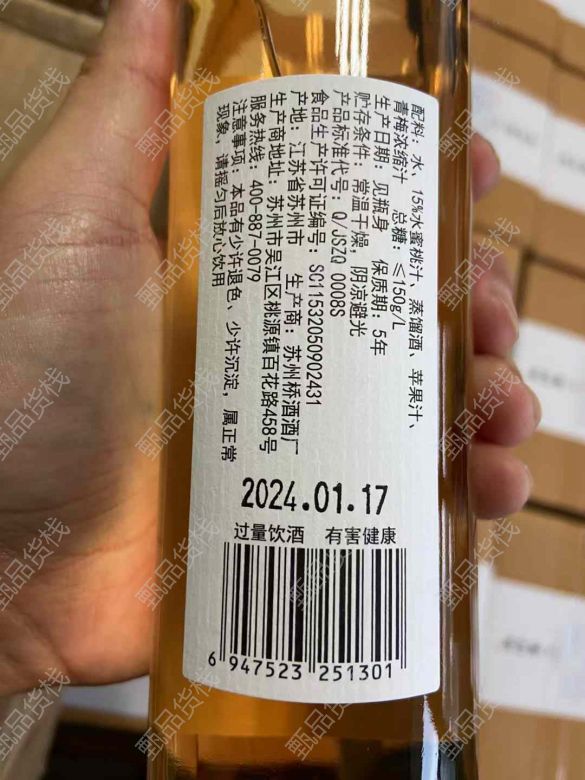 配料：水、15%水蜜桃汁、蒸馏酒、苹果汁、
青梅浓缩汁 总糖：≤150g/L
生产日期：见瓶身 保质期：5年
贮存条件：常温干燥，阴凉避光
产品标准代号：Q/JSZQ 0008S
食品生产许可证编号：SC11532050902431
产地：江苏省苏州市 生产商：苏州桥酒酒厂
生产商地址：苏州市吴江区桃源镇百花路458号
服务热线：400-887-0079
注意事项：本品有少许退色、少许沉淀，属正常
现象，请摇匀后放心饮用
2024.01.17
过量饮酒 有害健康
6 947523 251301
甄品货栈